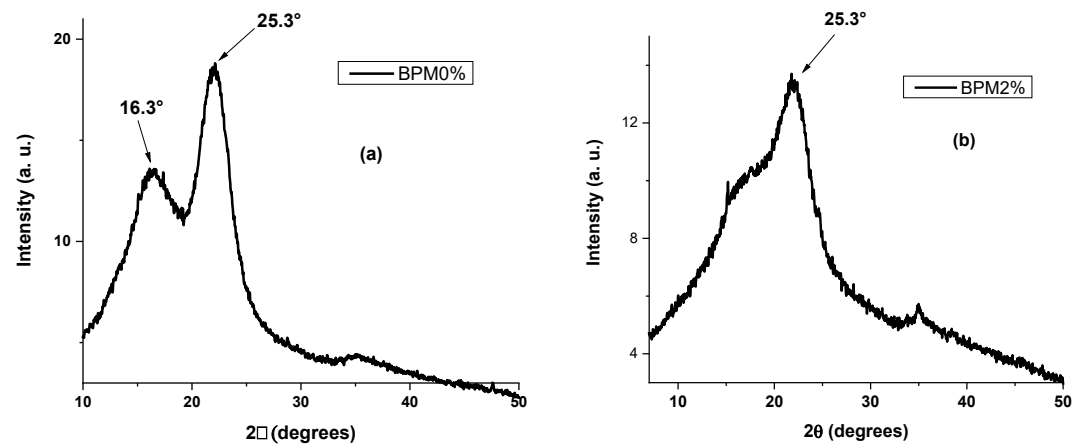 25.3°
20
BPM0%
16.3°
(a)
Intensity (a. u.)
10
10 20 30 40 50
2□ (degrees)
25.3°
BPM2%
12
(b)
Intensity (a. u.)
8
4
10 20 30 40 50
2θ (degrees)